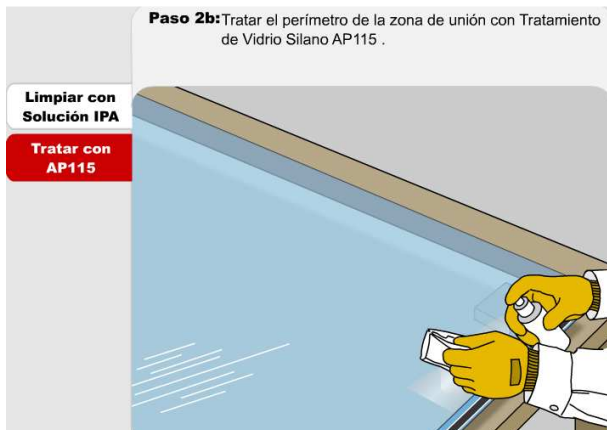 Paso 2b: Tratar el perímetro de la zona de unión con Tratamiento
de Vidrio Silano AP115 .
Limpiar con
Solución IPA
Tratar con
AP115